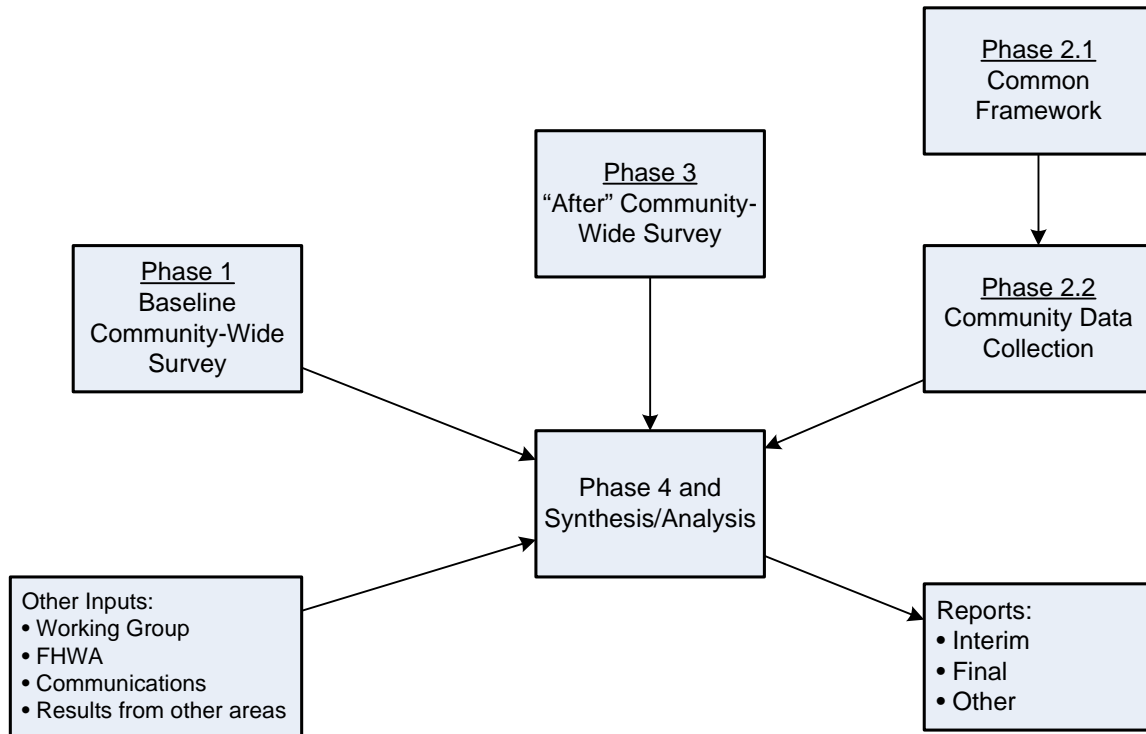 Phase 2.1
Common
Framework
Phase 3
“After” Community-
Wide Survey
Phase 1
Baseline
Community-Wide
Survey
Phase 2.2
Community Data
Collection
Phase 4 and
Synthesis/Analysis
Other Inputs:
• Working Group
• FHWA
• Communications
• Results from other areas
Reports:
• Interim
• Final
• Other